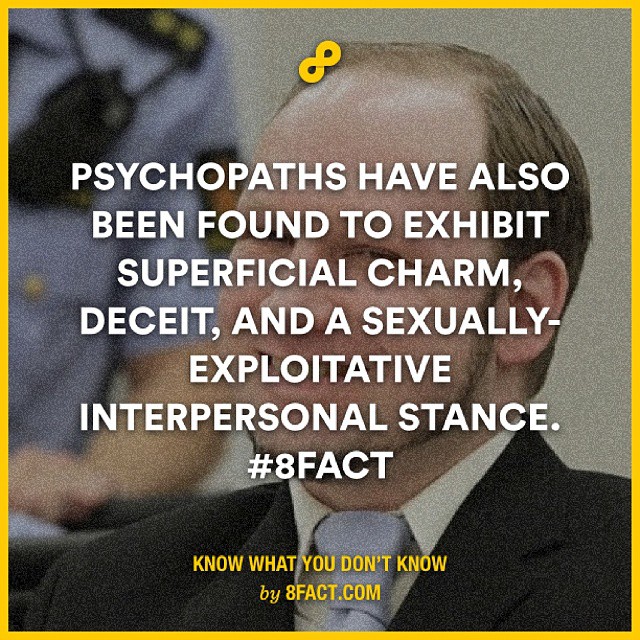 PSYCHOPATHS HAVE ALSO
BEEN FOUND TO EXHIBIT
SUPERFICIAL CHARM,
DECEIT, AND A SEXUALLY-
EXPLOITATIVE
INTERPERSONAL STANCE.
#8FACT
KNOW WHAT YOU DON'T KNOW
by 8FACT.COM